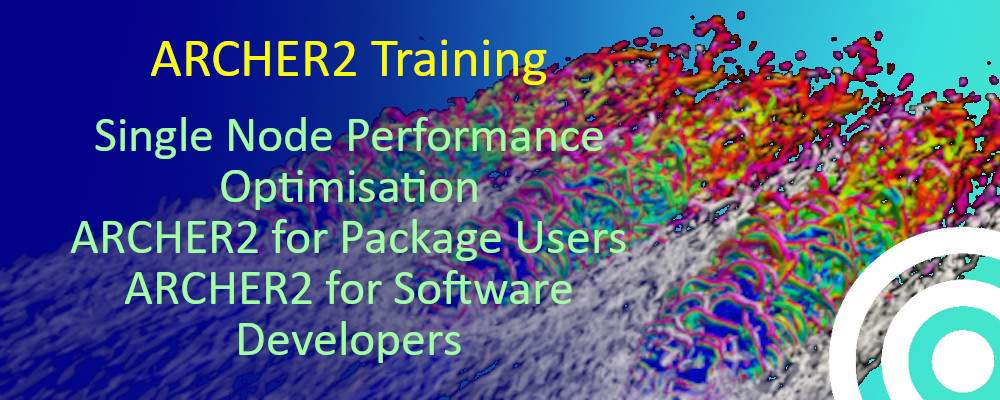 ARCHER2 Training
Single Node Performance
Optimisation
ARCHER2 for Package Users
ARCHER2 for Software
Developers